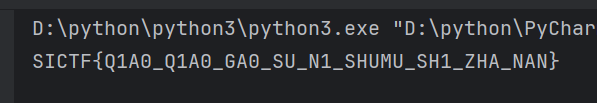 D:\python\python3\python3.exe "D:\python\PyChar
SICTF{Q1A0_Q1A0_GA0_SU_N1_SHUMU_SH1_ZHA_NAN}